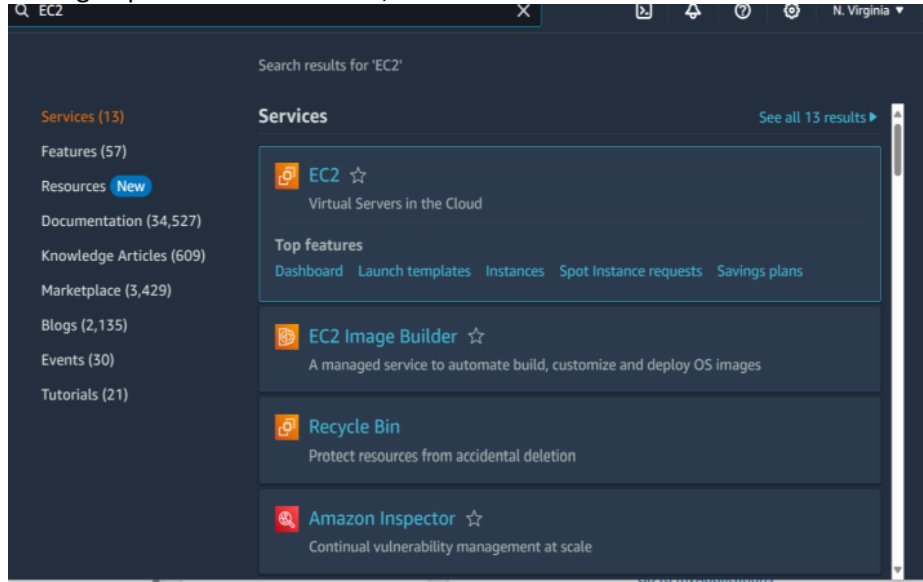 EC2
N. Virginia
Search results for 'EC2'
Services (13)
Features (57)
Resources New
Documentation (34,527)
Knowledge Articles (609)
Marketplace (3,429)
Blogs (2,135)
Events (30)
Tutorials (21)
Services
See all 13 results
EC2
Virtual Servers in the Cloud
Top features
Dashboard Launch templates Instances Spot Instance requests Savings plans
EC2 Image Builder
A managed service to automate build, customize and deploy OS images
Recycle Bin
Protect resources from accidental deletion
Amazon Inspector
Continual vulnerability management at scale